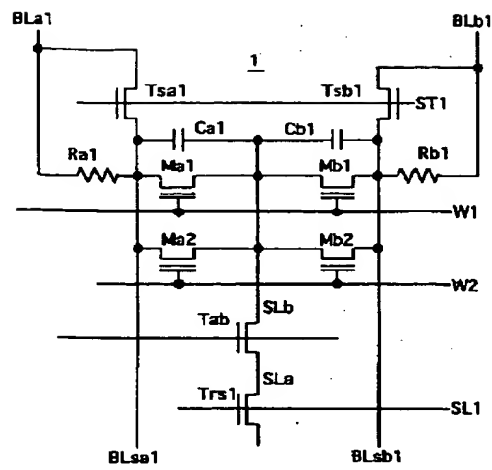 BLa1
BLb1
1
Tsa1
Tsb1
ST1
Ca1
Cb1
Ra1
Ma1
Mb1
Rb1
W1
Ma2
Mb2
W2
SLb
Tab
SLa
Trs1
SL1
BLsa1
BLsb1